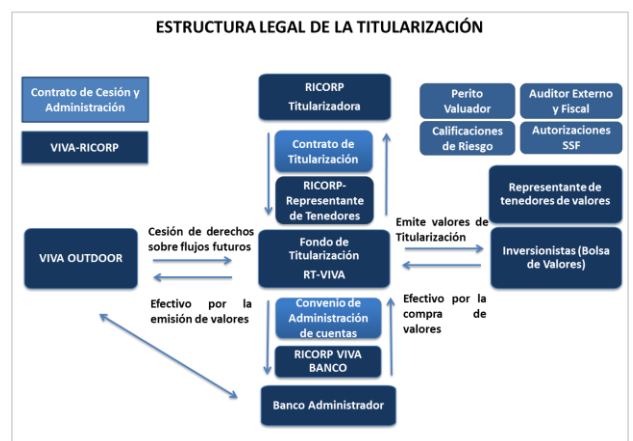 ESTRUCTURA LEGAL DE LA TITULARIZACIÓN
Contrato de Cesión y
Administración
VIVA-RICORP
RICORP
Titularizadora
Perito
Valuador
Auditor Externo
y Fiscal
Calificaciones
de Riesgo
Autorizaciones
SSF
Contrato de
Titularización
RICORP-
Representante
de Tenedores
Representante de
tenedores de valores
Cesión de derechos
sobre flujos futuros
Emite valores de
Titularización
VIVA OUTDOOR
Fondo de
Titularización
RT-VIVA
Inversionistas (Bolsa
de Valores)
Efectivo por la
emisión de valores
Convenio de
Administración
de cuentas
Efectivo por la
compra de
valores
RICORP VIVA
BANCO
Banco Administrador